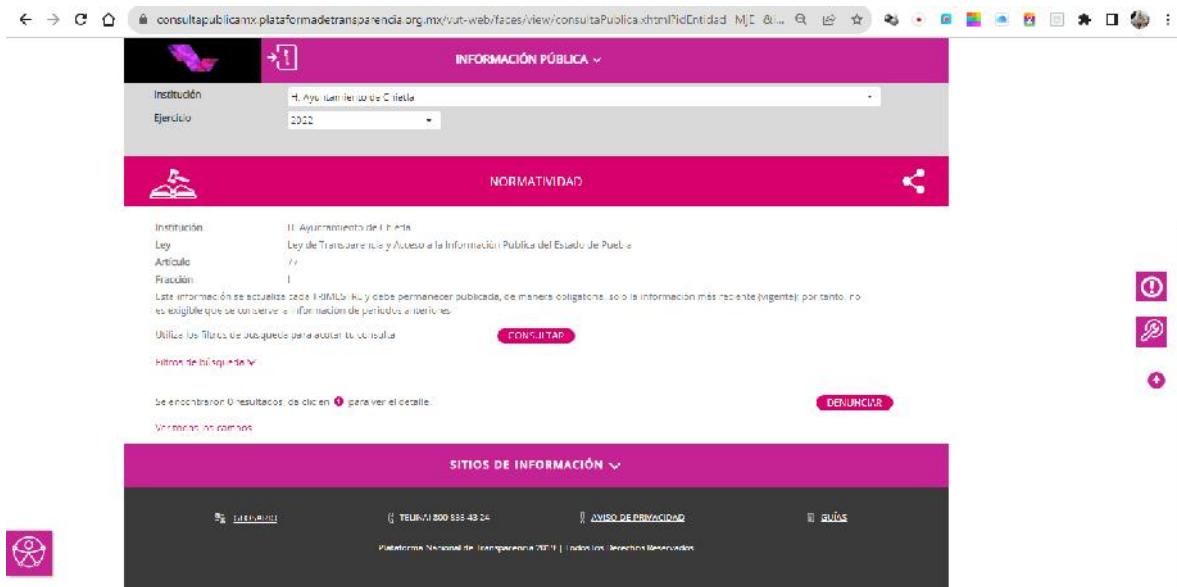 consultapublicamx.plataformadetransparencia.org.mx/vut-web/faces/view/consultaPublica.xhtml?idEntidad MJE &i...
INFORMACIÓN PÚBLICA
Institución H. Ayuntamiento de Chietla
Ejercicio 2022
NORMATIVIDAD
Institución H. Ayuntamiento de Chietla
Ley Ley de Transparencia y Acceso a la Información Pública del Estado de Puebla
Artículo 77
Fracción I
Esta información se actualiza cada TRIMESTRE y debe permanecer publicada, de manera obligatoria, solo la información más reciente (vigente); por tanto, no
es exigible que se conserve la información de periodos anteriores
Utiliza los filtros de búsqueda para acotar tu consulta CONSULTAR
Filtros de búsqueda
Se encontraron 0 resultados, da clic en i para ver el detalle.
DENUNCIAR
Ver todos los campos
SITIOS DE INFORMACIÓN
GLOSARIO TELINAI 800 835 43 24 AVISO DE PRIVACIDAD GUÍAS
Plataforma Nacional de Transparencia 2019 | Todos los Derechos Reservados